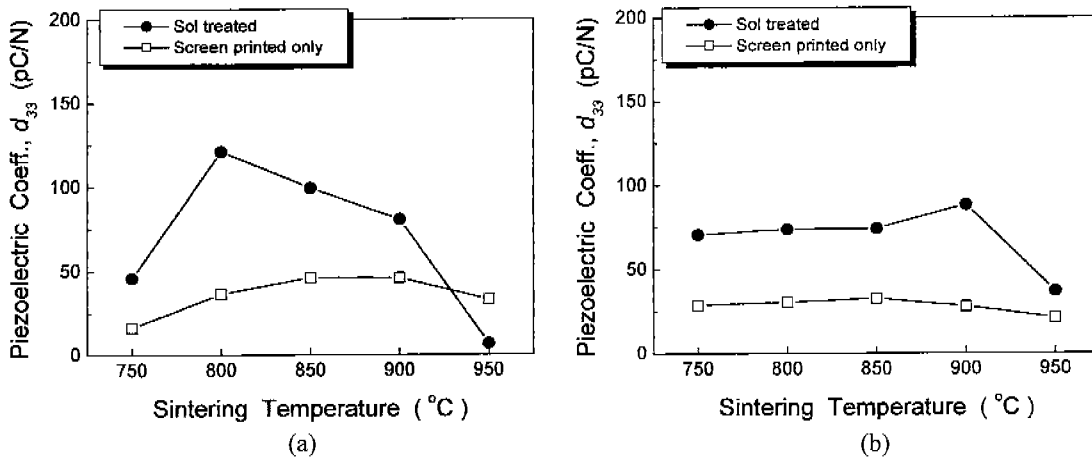 Sol treated
Screen printed only
Piezoelectric Coeff., d₃₃ (pC/N)
200
150
100
50
0
750 800 850 900 950
Sintering Temperature (°C)
(a)
Sol treated
Screen printed only
Piezoelectric Coeff., d₃₃ (pC/N)
200
150
100
50
0
750 800 850 900 950
Sintering Temperature (°C)
(b)